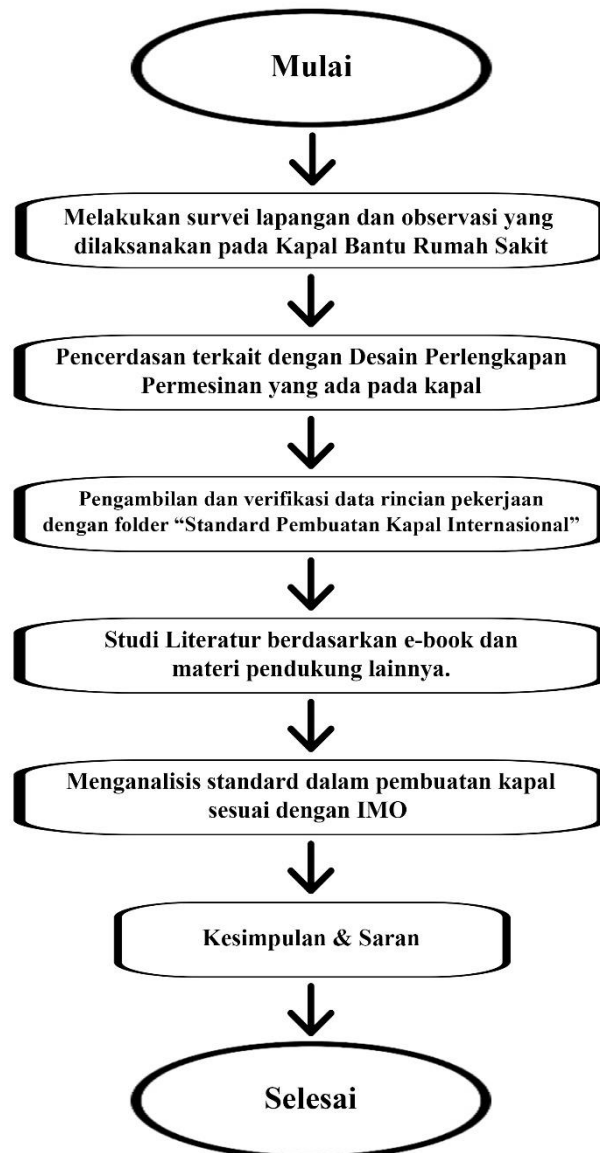 Mulai
Melakukan survei lapangan dan observasi yang
dilaksanakan pada Kapal Bantu Rumah Sakit
Pencerdasan terkait dengan Desain Perlengkapan
Permesinan yang ada pada kapal
Pengambilan dan verifikasi data rincian pekerjaan
dengan folder “Standard Pembuatan Kapal Internasional”
Studi Literatur berdasarkan e-book dan
materi pendukung lainnya.
Menganalisis standard dalam pembuatan kapal
sesuai dengan IMO
Kesimpulan & Saran
Selesai